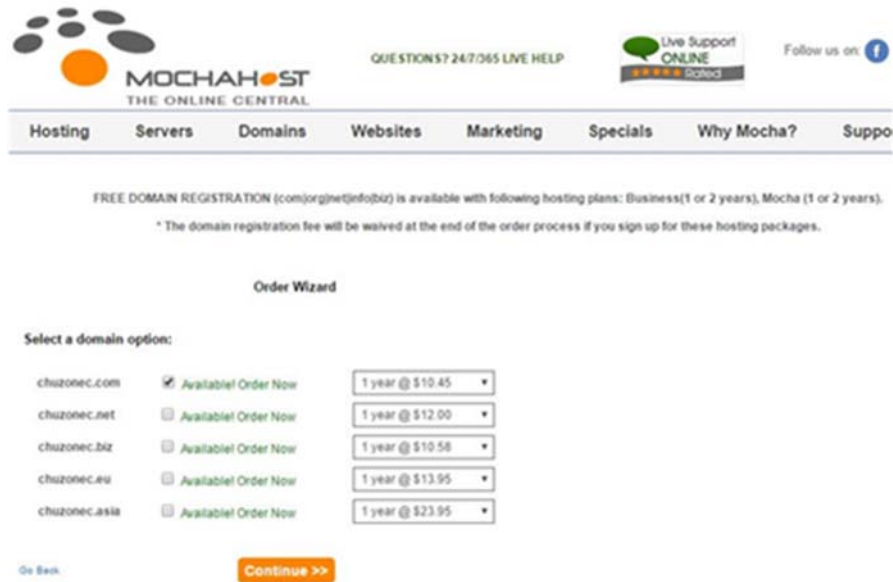 MOCHAHOST
THE ONLINE CENTRAL
QUESTIONS? 24/7/365 LIVE HELP
Live Support
ONLINE
Rated
Follow us on: f
Hosting Servers Domains Websites Marketing Specials Why Mocha? Suppo
FREE DOMAIN REGISTRATION (com|org|net|info|biz) is available with following hosting plans: Business(1 or 2 years), Mocha (1 or 2 years).
* The domain registration fee will be waived at the end of the order process if you sign up for these hosting packages.
Order Wizard
Select a domain option:
chuzonec.com Available! Order Now 1 year @ $10.45
chuzonec.net Available! Order Now 1 year @ $12.00
chuzonec.biz Available! Order Now 1 year @ $10.58
chuzonec.eu Available! Order Now 1 year @ $13.95
chuzonec.asia Available! Order Now 1 year @ $23.95
Go Back Continue >>